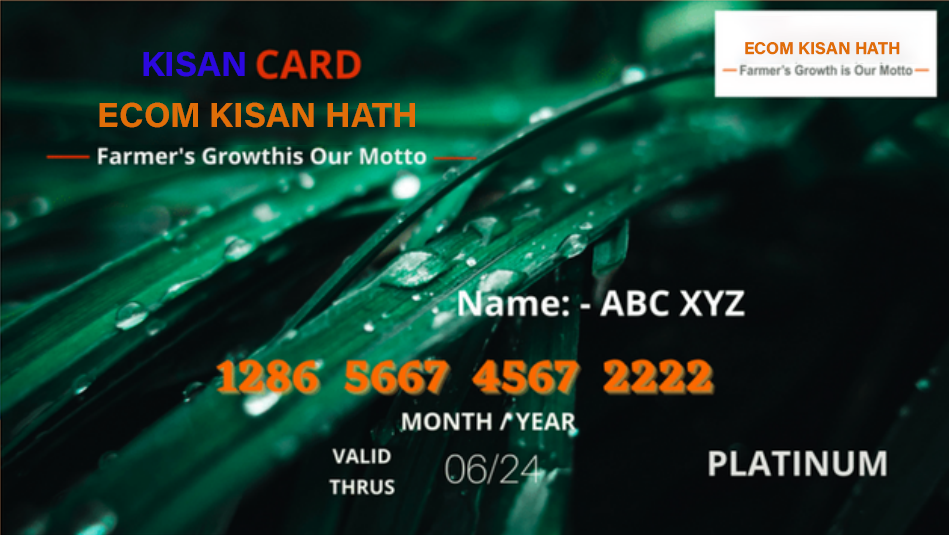 KISAN CARD
ECOM KISAN HATH
Farmer's Growthis Our Motto
ECOM KISAN HATH
Farmer's Growth is Our Motto
Name: - ABC XYZ
1286 5667 4567 2222
MONTH / YEAR
VALID
THRUS
06/24
PLATINUM